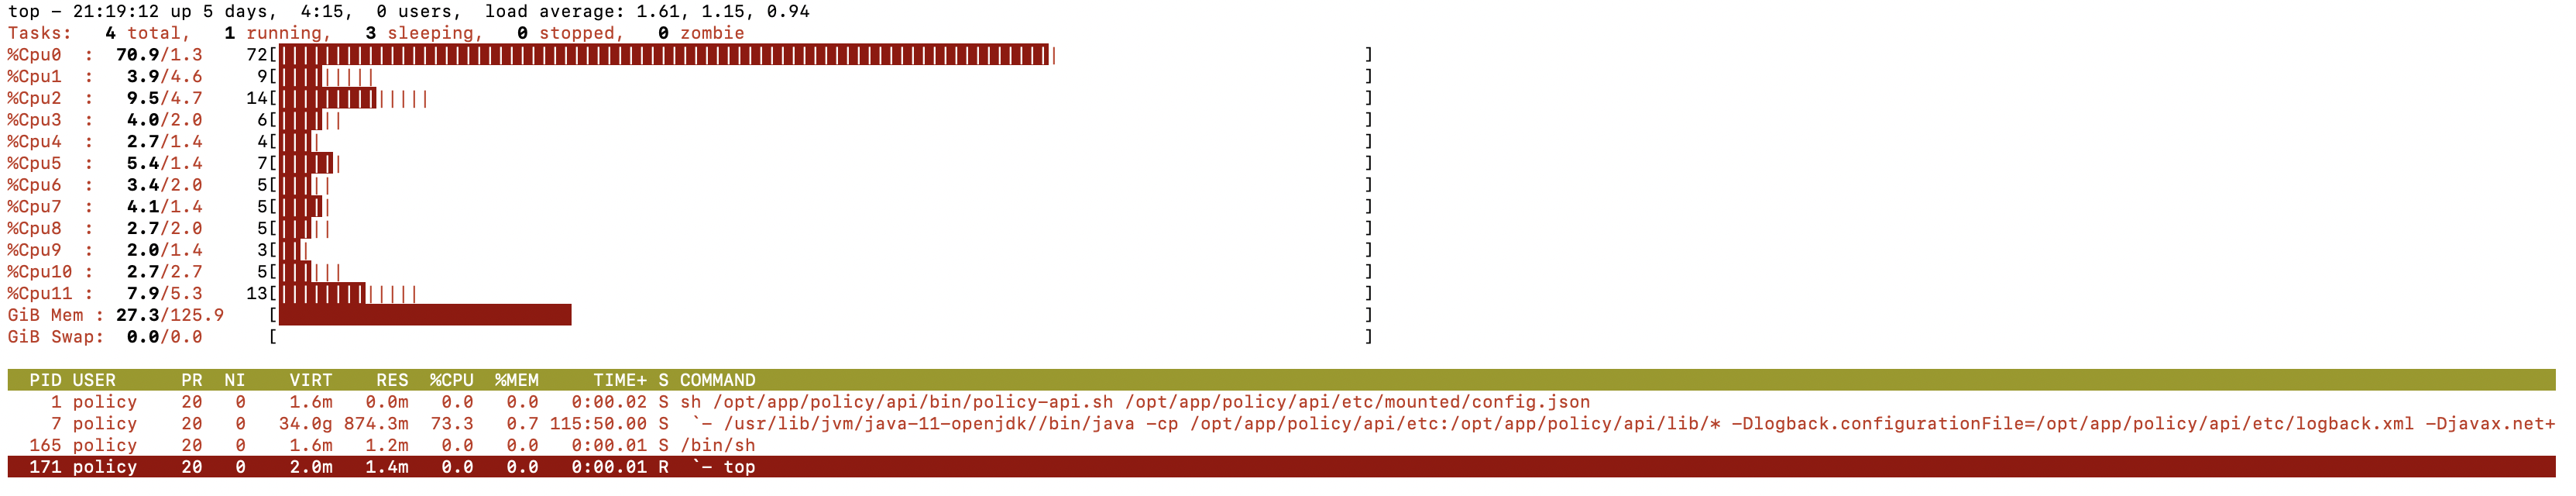 top - 21:19:12 up 5 days,  4:15,  0 users,  load average: 1.61, 1.15, 0.94
Tasks:   4 total,   1 running,   3 sleeping,   0 stopped,   0 zombie
%Cpu0  :  70.9/1.3    72[ ]
%Cpu1  :   3.9/4.6     9[ ]
%Cpu2  :   9.5/4.7    14[ ]
%Cpu3  :   4.0/2.0     6[ ]
%Cpu4  :   2.7/1.4     4[ ]
%Cpu5  :   5.4/1.4     7[ ]
%Cpu6  :   3.4/2.0     5[ ]
%Cpu7  :   4.1/1.4     5[ ]
%Cpu8  :   2.7/2.0     5[ ]
%Cpu9  :   2.0/1.4     3[ ]
%Cpu10 :   2.7/2.7     5[ ]
%Cpu11 :   7.9/5.3    13[ ]
GiB Mem : 27.3/125.9    [ ]
GiB Swap:  0.0/0.0      [ ]
PID USER      PR  NI    VIRT    RES  %CPU  %MEM     TIME+ S COMMAND
1 policy    20   0    1.6m   0.0m   0.0   0.0   0:00.02 S sh /opt/app/policy/api/bin/policy-api.sh /opt/app/policy/api/etc/mounted/config.json
7 policy    20   0   34.0g 874.3m  73.3   0.7 115:50.00 S  `- /usr/lib/jvm/java-11-openjdk//bin/java -cp /opt/app/policy/api/etc:/opt/app/policy/api/lib/* -Dlogback.configurationFile=/opt/app/policy/api/etc/logback.xml -Djavax.net+
165 policy    20   0    1.6m   1.2m   0.0   0.0   0:00.01 S /bin/sh
171 policy    20   0    2.0m   1.4m   0.0   0.0   0:00.01 R  `- top